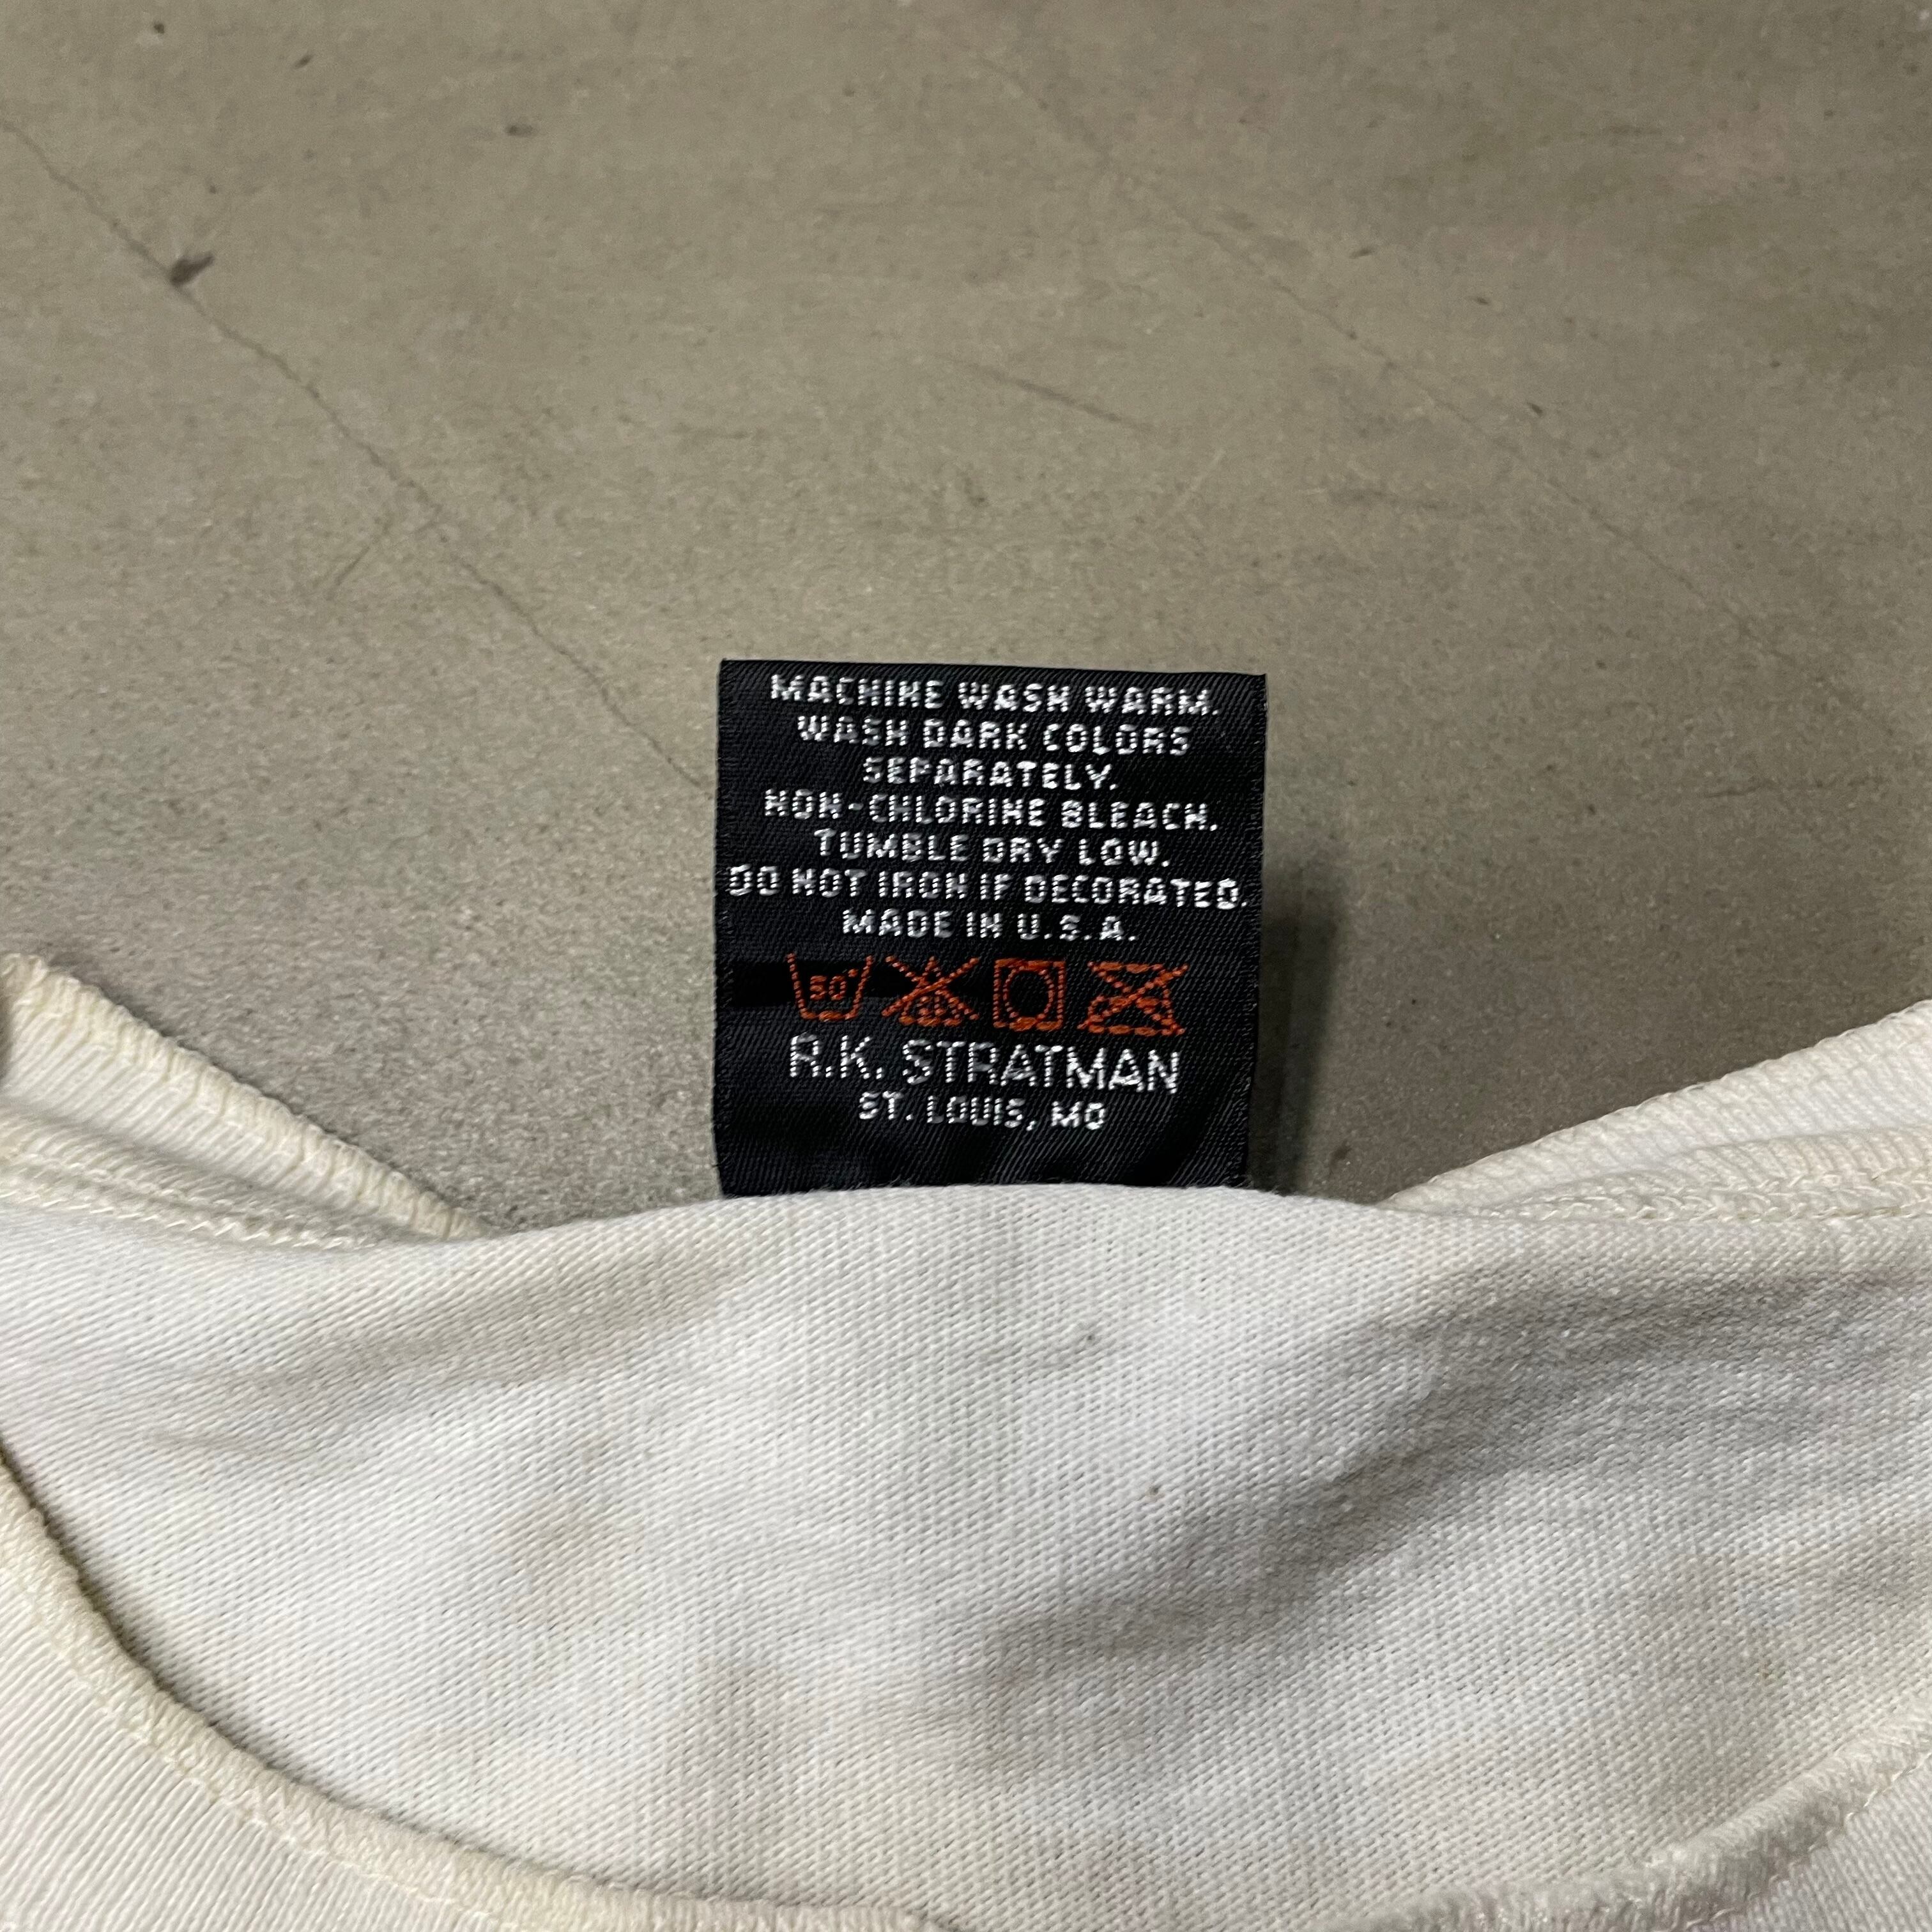 MACHINE WASH WARM.
WASH DARK COLORS
SEPARATELY.
NON-CHLORINE BLEACH.
TUMBLE DRY LOW.
DO NOT IRON IF DECORATED.
MADE IN U.S.A.
50°
R.K. STRATMAN
ST. LOUIS, MO